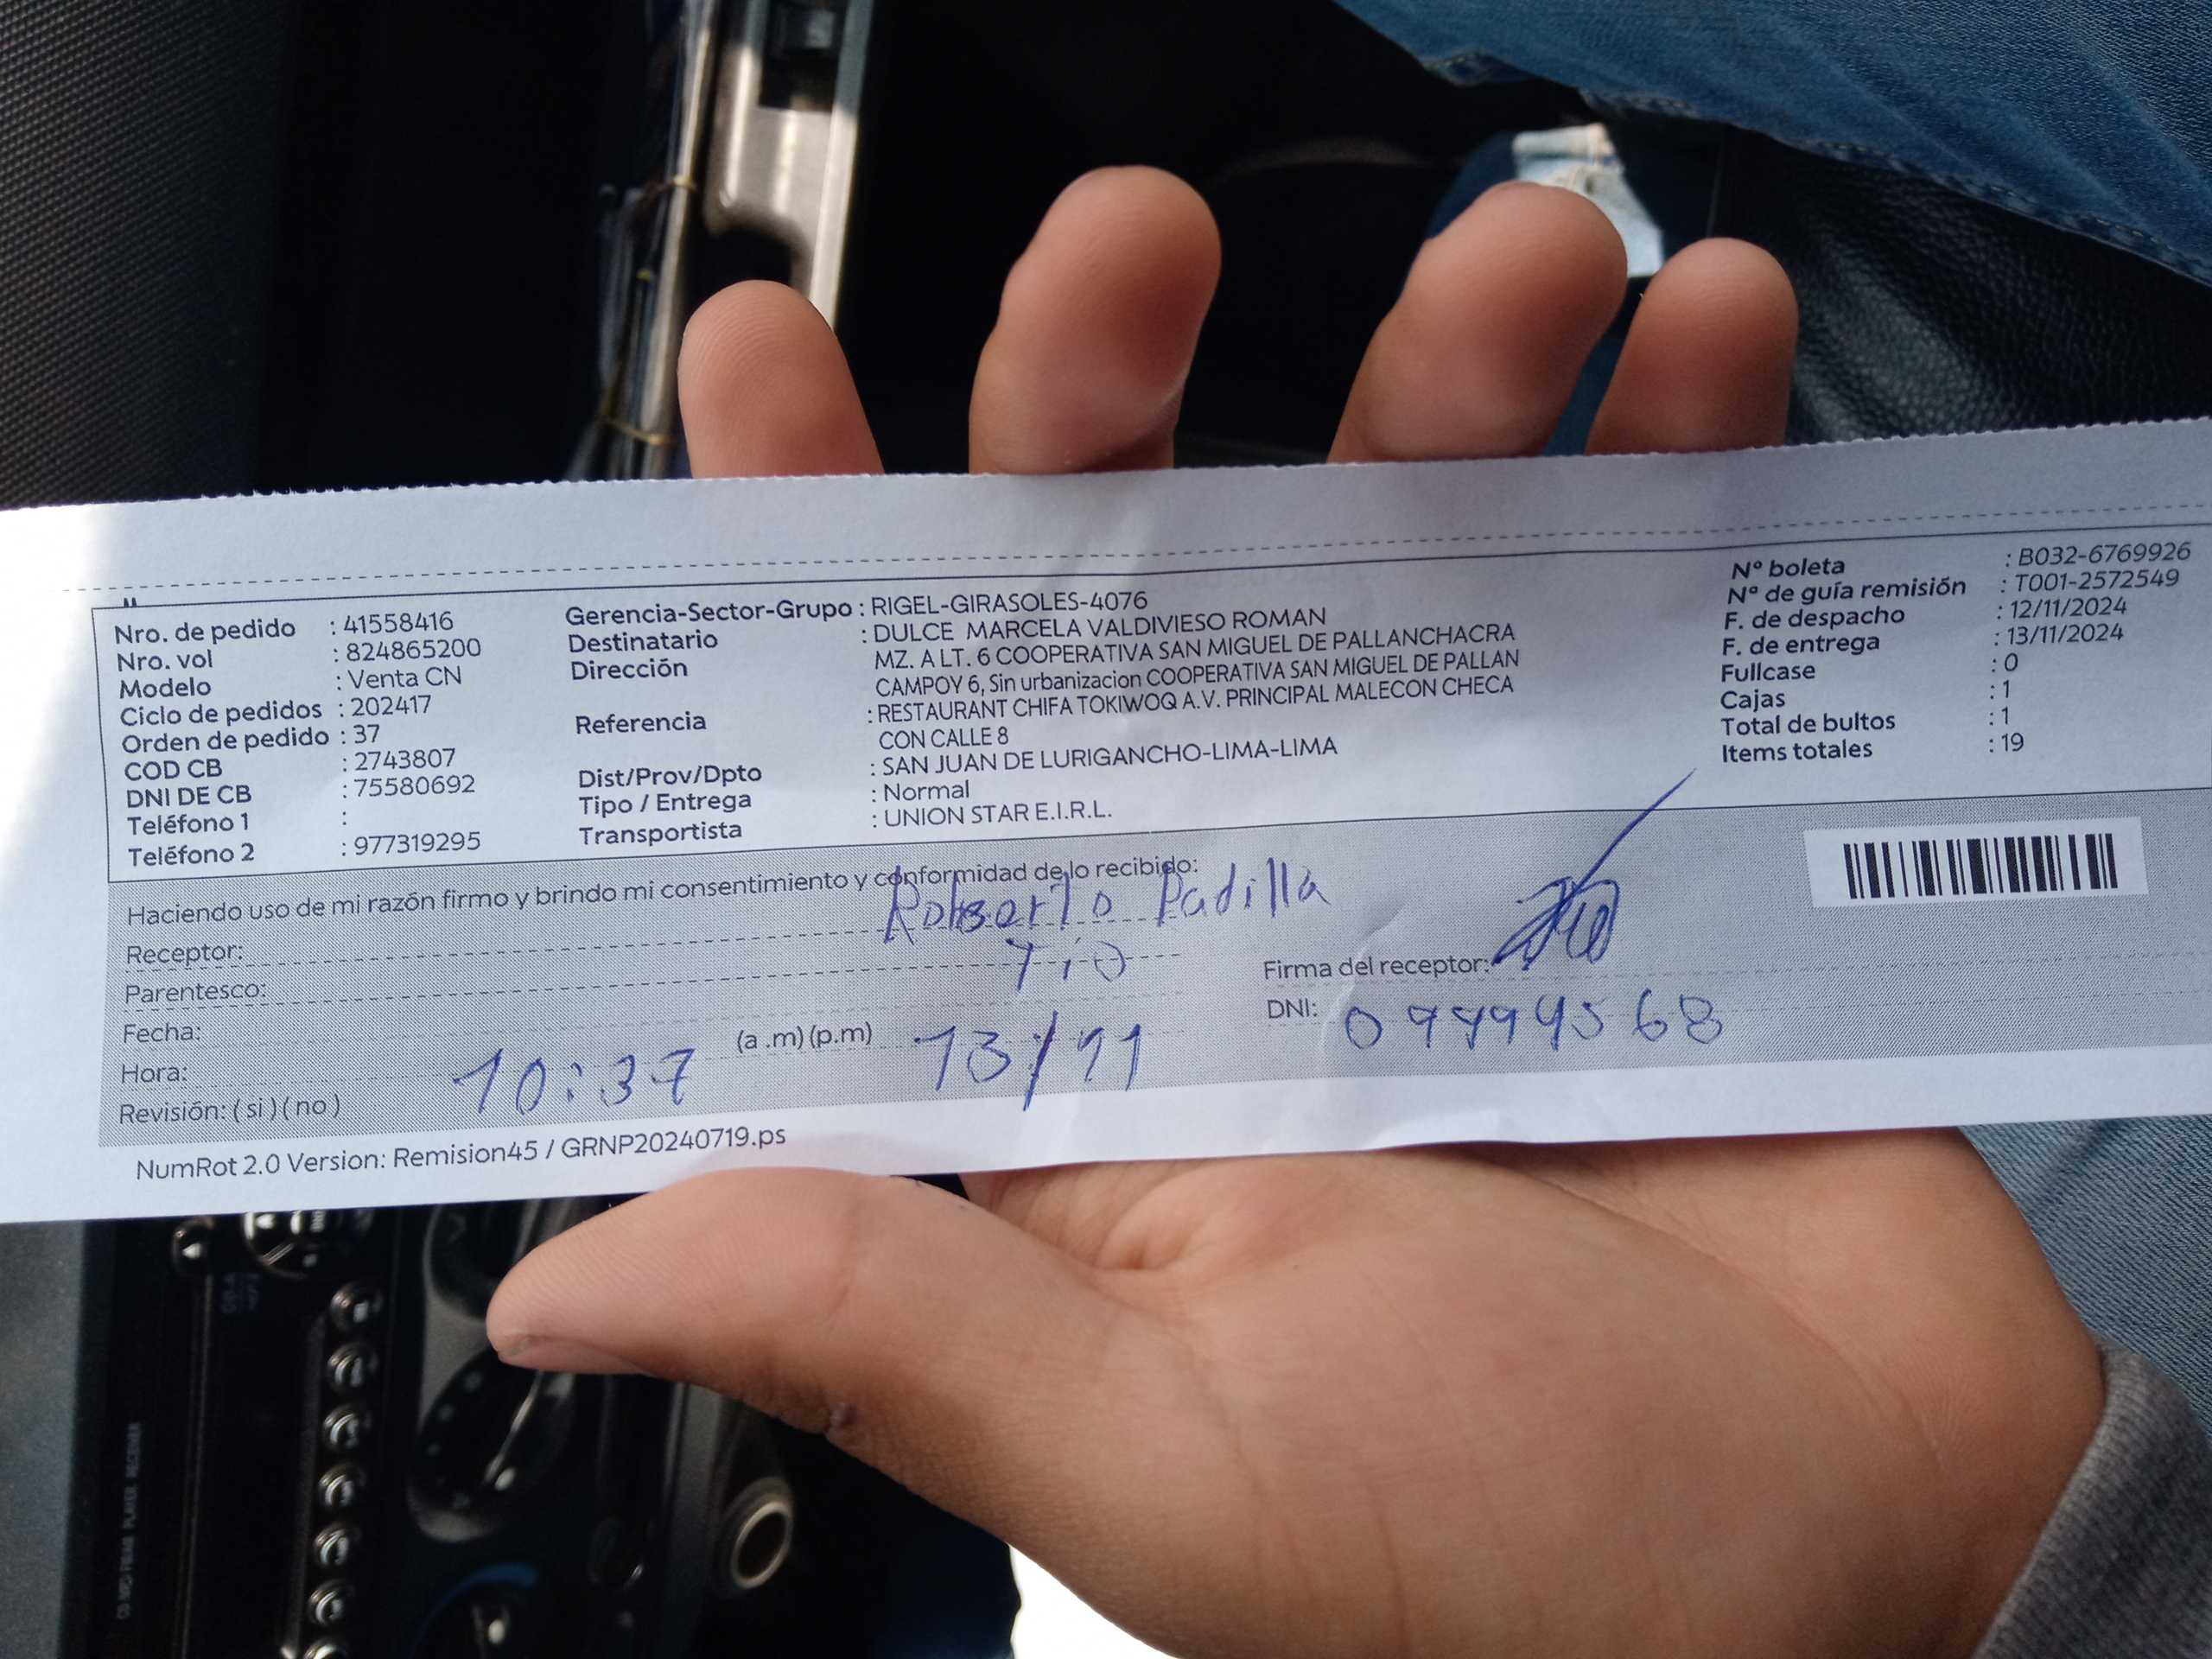 Nro. de pedido : 41558416
Nro. vol : 824865200
Modelo : Venta CN
Ciclo de pedidos : 202417
Orden de pedido : 37
COD CB : 2743807
DNI DE CB : 75580692
Teléfono 1 :
Teléfono 2 : 977319295
Gerencia-Sector-Grupo : RIGEL-GIRASOLES-4076
Destinatario : DULCE MARCELA VALDIVIESO ROMAN
Dirección MZ. A LT. 6 COOPERATIVA SAN MIGUEL DE PALLANCHACRA
CAMPOY 6, Sin urbanizacion COOPERATIVA SAN MIGUEL DE PALLAN
Referencia : RESTAURANT CHIFA TOKIWOQ A.V. PRINCIPAL MALECON CHECA
CON CALLE 8
Dist/Prov/Dpto : SAN JUAN DE LURIGANCHO-LIMA-LIMA
Tipo / Entrega : Normal
Transportista : UNION STAR E.I.R.L.
Nº boleta : B032-6769926
Nº de guía remisión : T001-2572549
F. de despacho : 12/11/2024
F. de entrega : 13/11/2024
Fullcase : 0
Cajas : 1
Total de bultos : 1
Items totales : 19
Haciendo uso de mi razón firmo y brindo mi consentimiento y conformidad de lo recibido:
Receptor: Roberto Padilla
Parentesco: Tio
Firma del receptor:
Fecha:
DNI:
Hora: 10:37 (a .m) (p.m) 13/11
Revisión: ( si ) ( no )
NumRot 2.0 Version: Remision45 / GRNP20240719.ps